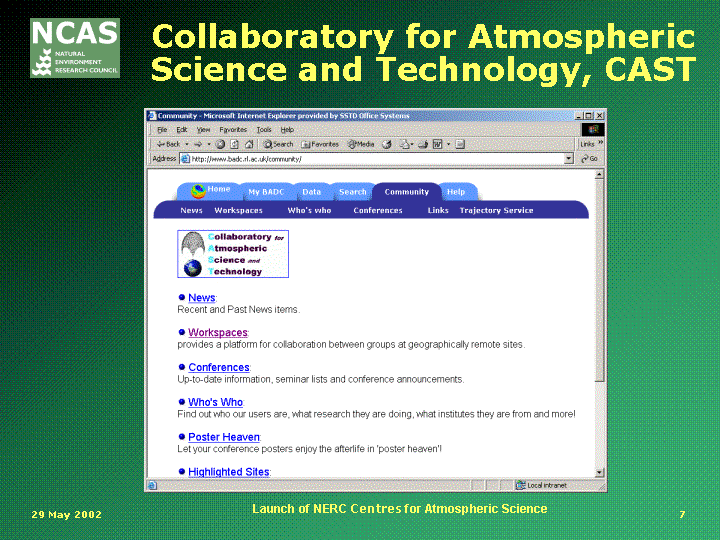 NCAS
NATURAL
ENVIRONMENT
RESEARCH COUNCIL
Collaboratory for Atmospheric
Science and Technology, CAST
Community - Microsoft Internet Explorer provided by SSTD Office Systems
File Edit View Favorites Tools Help
Back Search Favorites Media Links »
Address http://www.badc.rl.ac.uk/community/ Go
Home My BADC Data Search Community Help
News Workspaces Who's who Conferences Links Trajectory Service
Collaboratory for
Atmospheric
Science and
Technology
News:
Recent and Past News items.
Workspaces:
provides a platform for collaboration between groups at geographically remote sites.
Conferences:
Up-to-date information, seminar lists and conference announcements.
Who's Who:
Find out who our users are, what research they are doing, what institutes they are from and more!
Poster Heaven:
Let your conference posters enjoy the afterlife in 'poster heaven'!
Highlighted Sites:
Local intranet
29 May 2002 Launch of NERC Centres for Atmospheric Science 7